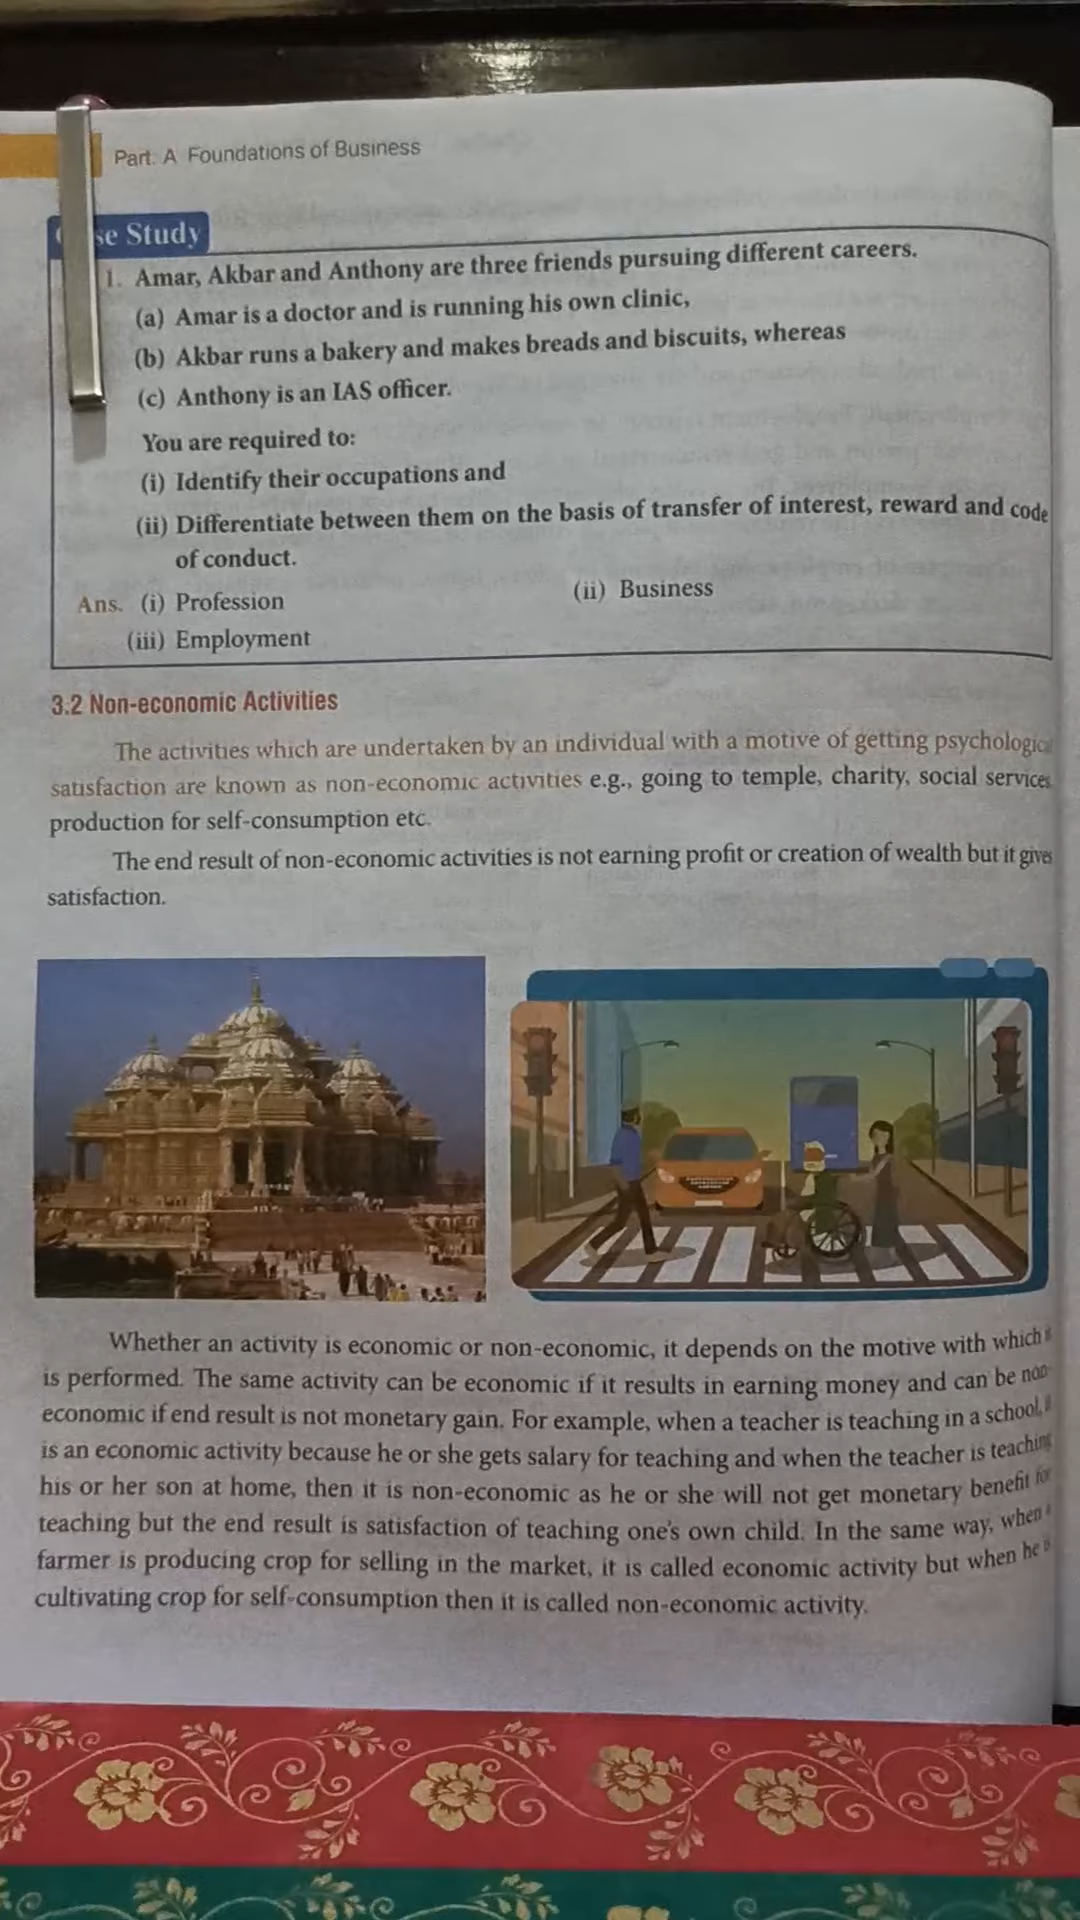 Part: A Foundations of Business
se Study
1. Amar, Akbar and Anthony are three friends pursuing different careers.
(a) Amar is a doctor and is running his own clinic,
(b) Akbar runs a bakery and makes breads and biscuits, whereas
(c) Anthony is an IAS officer.
You are required to:
(i) Identify their occupations and
(ii) Differentiate between them on the basis of transfer of interest, reward and code
of conduct.
Ans. (i) Profession (ii) Business
(iii) Employment
3.2 Non-economic Activities
The activities which are undertaken by an individual with a motive of getting
satisfaction are known as non-economic activities e.g., going to temple, charity, social services
production for self-consumption etc.
The end result of non-economic activities is not earning profit or creation of wealth but it gives
satisfaction.
Whether an activity is economic or non-economic, it depends on the motive with which
is performed. The same activity can be economic if it results in earning money and can be non-
economic if end result is not monetary gain. For example, when a teacher is teaching in a school,
is an economic activity because he or she gets salary for teaching and when the teacher is teaching
his or her son at home, then it is non-economic as he or she will not get monetary benefit for
teaching but the end result is satisfaction of teaching one's own child. In the same way, when
farmer is producing crop for selling in the market, it is called economic activity but when he
cultivating crop for self-consumption then it is called non-economic activity.